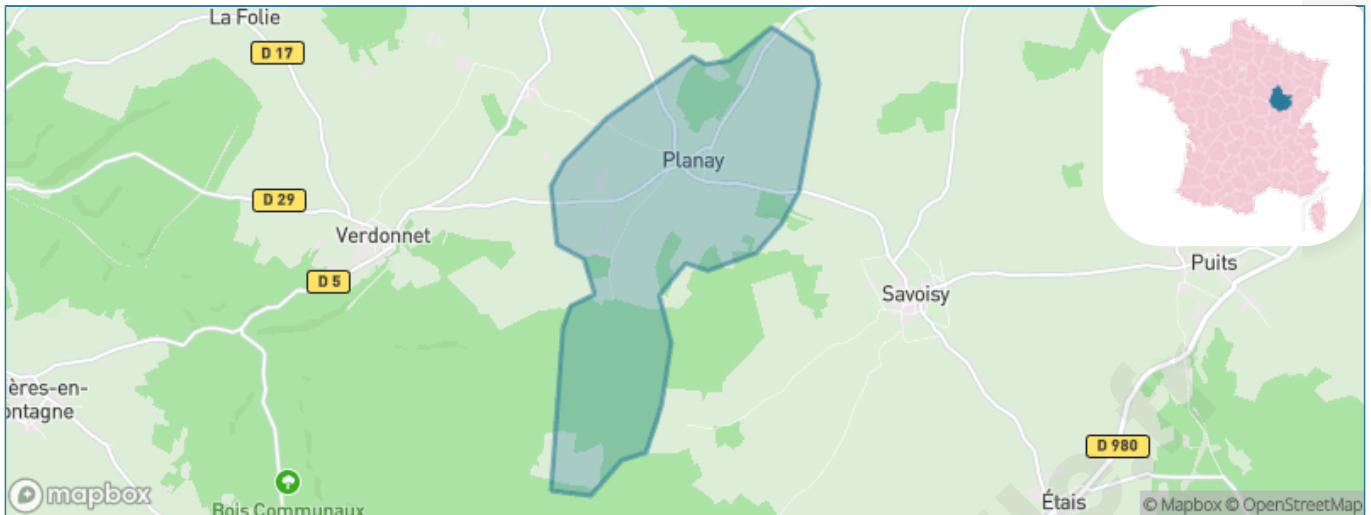 La Folie
D 17
Planay
D 29
Verdonnet
D 5
Savoisy
Puits
ères-en-
ontagne
D 980
mapbox
Bois Communaux
Étais
© Mapbox © OpenStreetMap